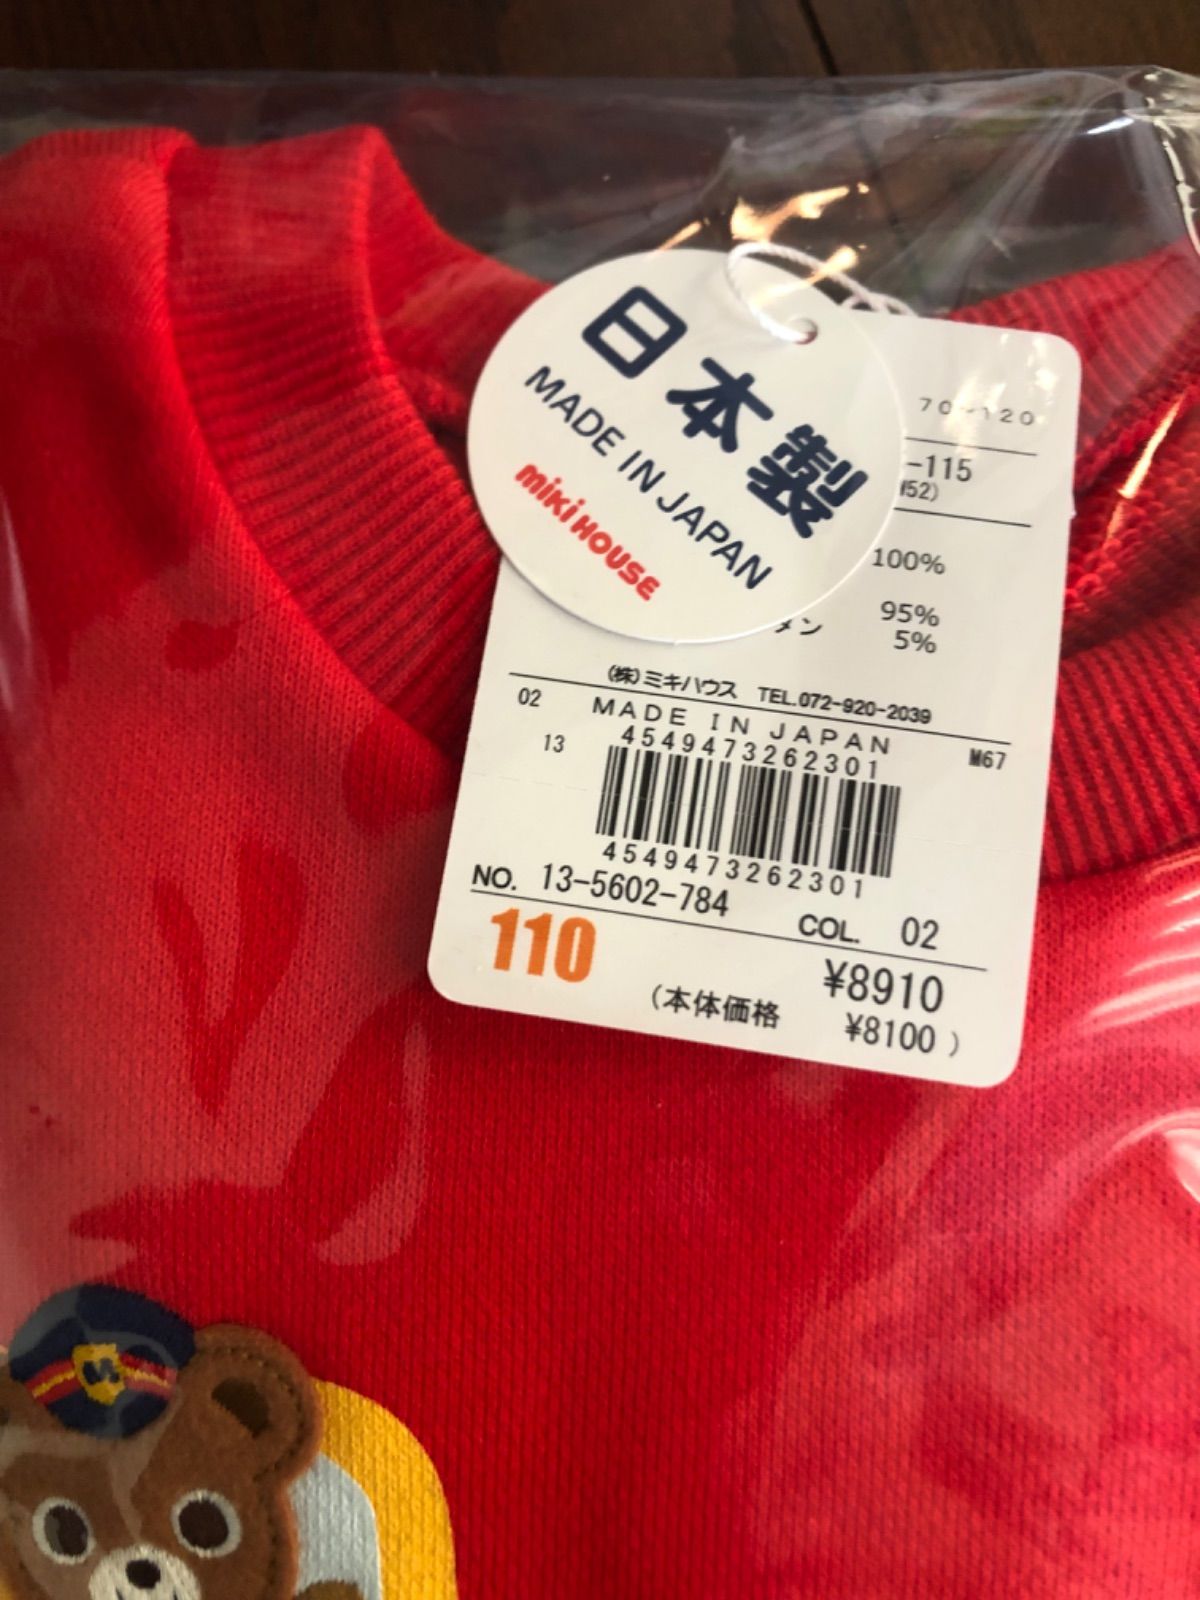 日本製
MADE IN JAPAN
miki HOUSE
70-120
-115
100%
95%
5%
(株)ミキハウス TEL.072-920-2039
02 MADE IN JAPAN
4549473262301
13 M67
4549473262301
NO. 13-5602-784
COL. 02
110 ¥8910
(本体価格 ¥8100)